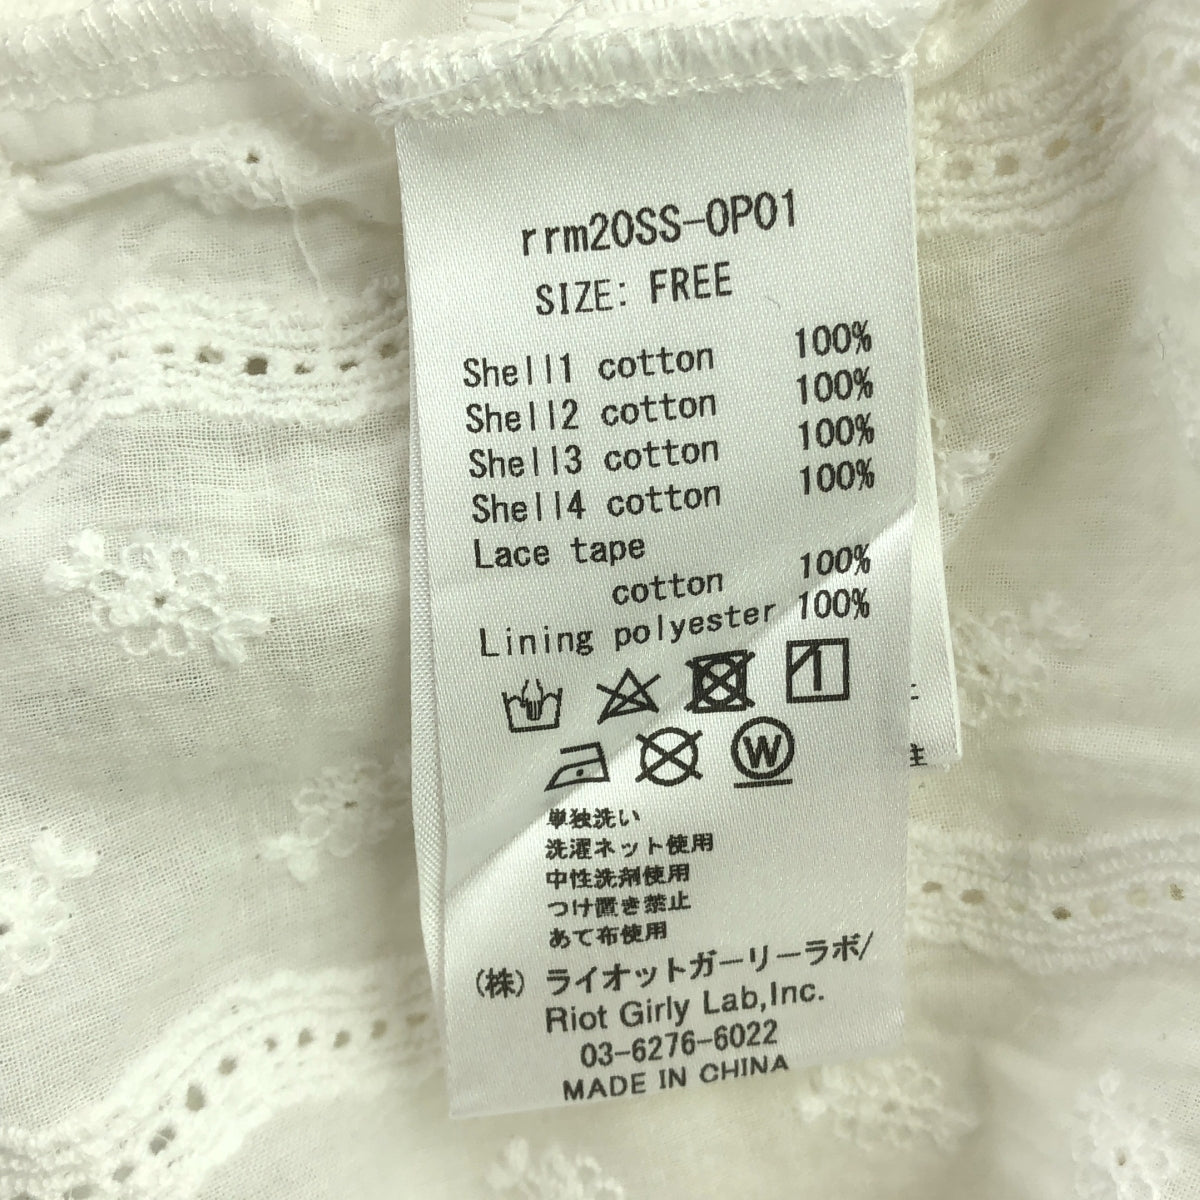 rrm20SS-OP01
SIZE: FREE
Shell1 cotton 100%
Shell2 cotton 100%
Shell3 cotton 100%
Shell4 cotton 100%
Lace tape
cotton 100%
Lining polyester 100%
W
単独洗い
洗濯ネット使用
中性洗剤使用
つけ置き禁止
あて布使用
(株) ライオットガーリーラボ/
Riot Girly Lab,Inc.
03-6276-6022
MADE IN CHINA